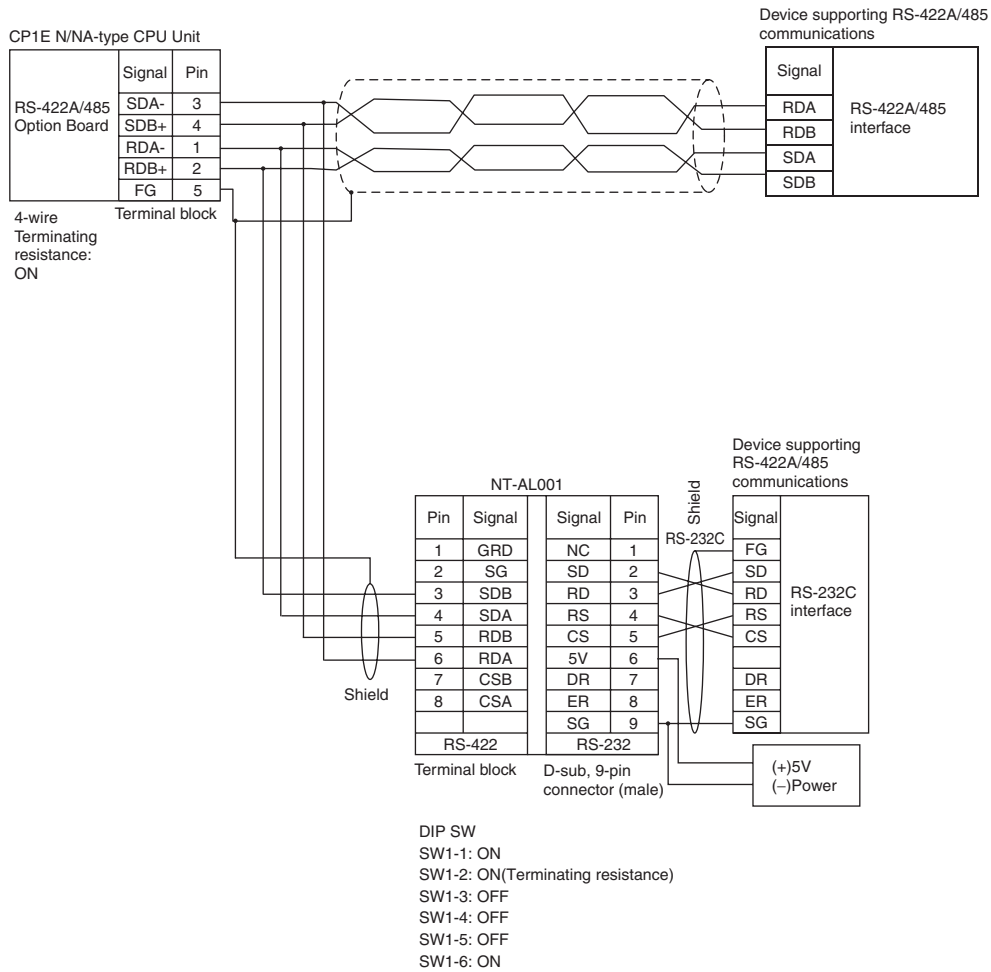 Device supporting RS-422A/485
communications
CP1E N/NA-type CPU Unit
Signal Pin
RS-422A/485
Option Board
SDA- 3
SDB+ 4
RDA- 1
RDB+ 2
FG 5
Terminal block
4-wire
Terminating
resistance:
ON
Signal
RDA
RDB
SDA
SDB
RS-422A/485
interface
Device supporting
RS-422A/485
communications
NT-AL001
Pin Signal Signal Pin
1 GRD NC 1
2 SG SD 2
3 SDB RD 3
4 SDA RS 4
5 RDB CS 5
6 RDA 5V 6
7 CSB DR 7
8 CSA ER 8
SG 9
RS-422 RS-232
Terminal block
D-sub, 9-pin
connector (male)
Shield
Shield
RS-232C
Signal
FG
SD
RD
RS
CS
DR
ER
SG
RS-232C
interface
(+)5V
(−)Power
DIP SW
SW1-1: ON
SW1-2: ON(Terminating resistance)
SW1-3: OFF
SW1-4: OFF
SW1-5: OFF
SW1-6: ON